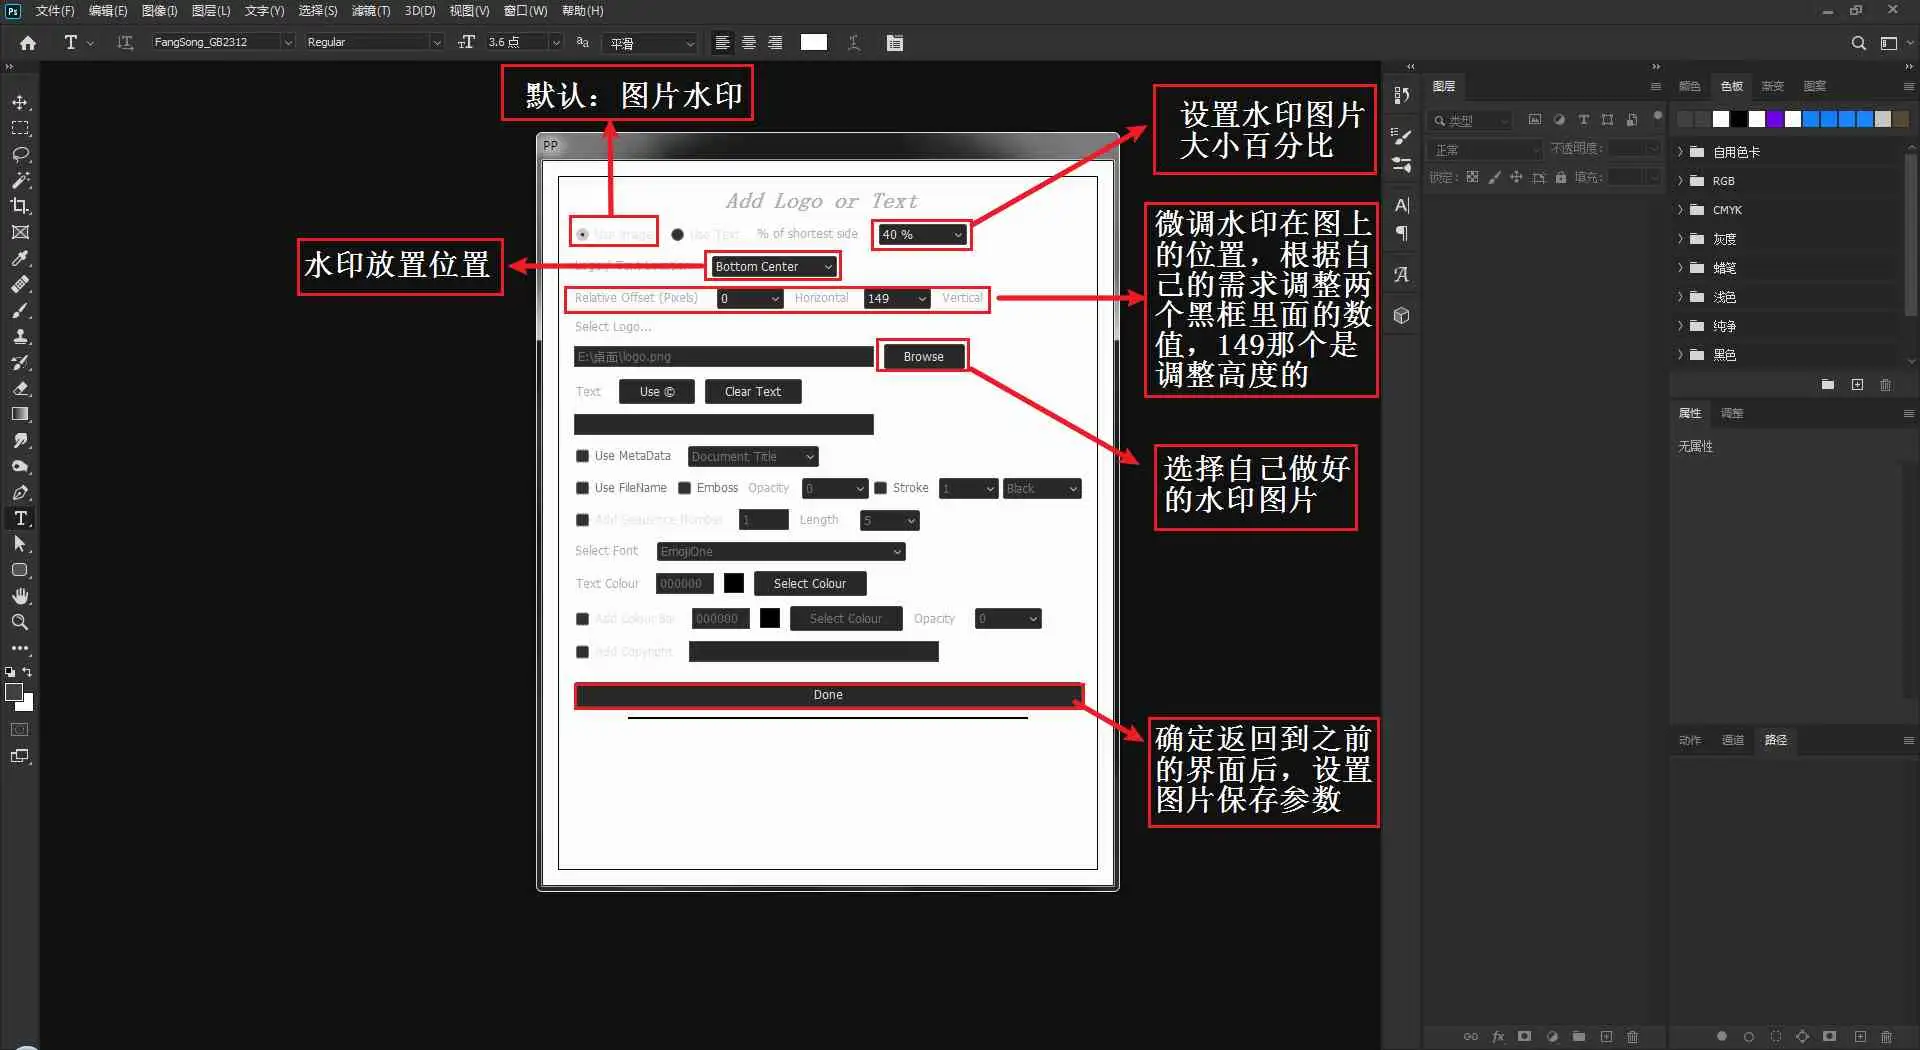 Ps 文件(F) 编辑(E) 图像(I) 图层(L) 文字(Y) 选择(S) 滤镜(T) 3D(D) 视图(V) 窗口(W) 帮助(H)
T FangSong_GB2312 Regular 3.6 点 aa 平滑
默认：图片水印
设置水印图片
大小百分比
水印放置位置
微调水印在图上
的位置，根据自
己的需求调整两
个黑框里面的数
值，149那个是
调整高度的
选择自己做好
的水印图片
确定返回到之前
的界面后，设置
图片保存参数
PP
Add Logo or Text
Use Image Use Text % of shortest side 40 %
Bottom Center
Relative Offset (Pixels) 0 Horizontal 149 Vertical
Select Logo...
E:\桌面\logo.png Browse
Text Use © Clear Text
Use MetaData Document Title
Use FileName Emboss Opacity 0 Stroke 1 Black
Add Sequence Number 1 Length 5
Select Font EmojiOne
Text Colour 000000 Select Colour
Add Colour Bar 000000 Select Colour Opacity 0
Add Copyright
Done
图层
类型
正常 不透明度:
锁定: 填充:
颜色 色板 渐变 图案
自用色卡
RGB
CMYK
灰度
蜡笔
浅色
纯净
黑色
属性 调整
无属性
动作 通道 路径
fx